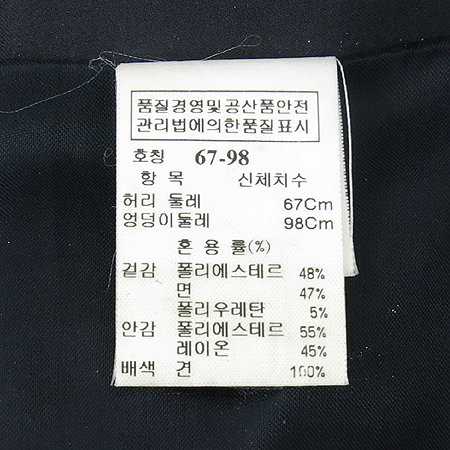 품질경영및공산품안전
관리법에의한품질표시
호칭 67-98
항 목 신체치수
허리 둘레 67Cm
엉덩이둘레 98Cm
혼 용 률(%)
겉감 폴리에스테르 48%
면 47%
폴리우레탄 5%
안감 폴리에스테르 55%
레이온 45%
배색 견 100%